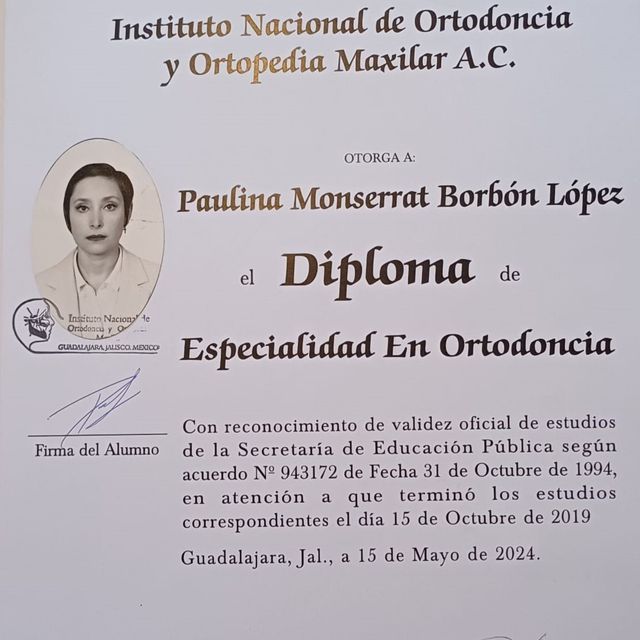 Instituto Nacional de Ortodoncia
y Ortopedia Maxilar A.C.
OTORGA A:
Paulina Monserrat Borbón López
el Diploma de
Especialidad En Ortodoncia
Instituto Nacional de
Ortodoncia y
GUADALAJARA, JALISCO, MEXICO
Firma del Alumno
Con reconocimiento de validez oficial de estudios
de la Secretaría de Educación Pública según
acuerdo Nº 943172 de Fecha 31 de Octubre de 1994,
en atención a que terminó los estudios
correspondientes el día 15 de Octubre de 2019
Guadalajara, Jal., a 15 de Mayo de 2024.